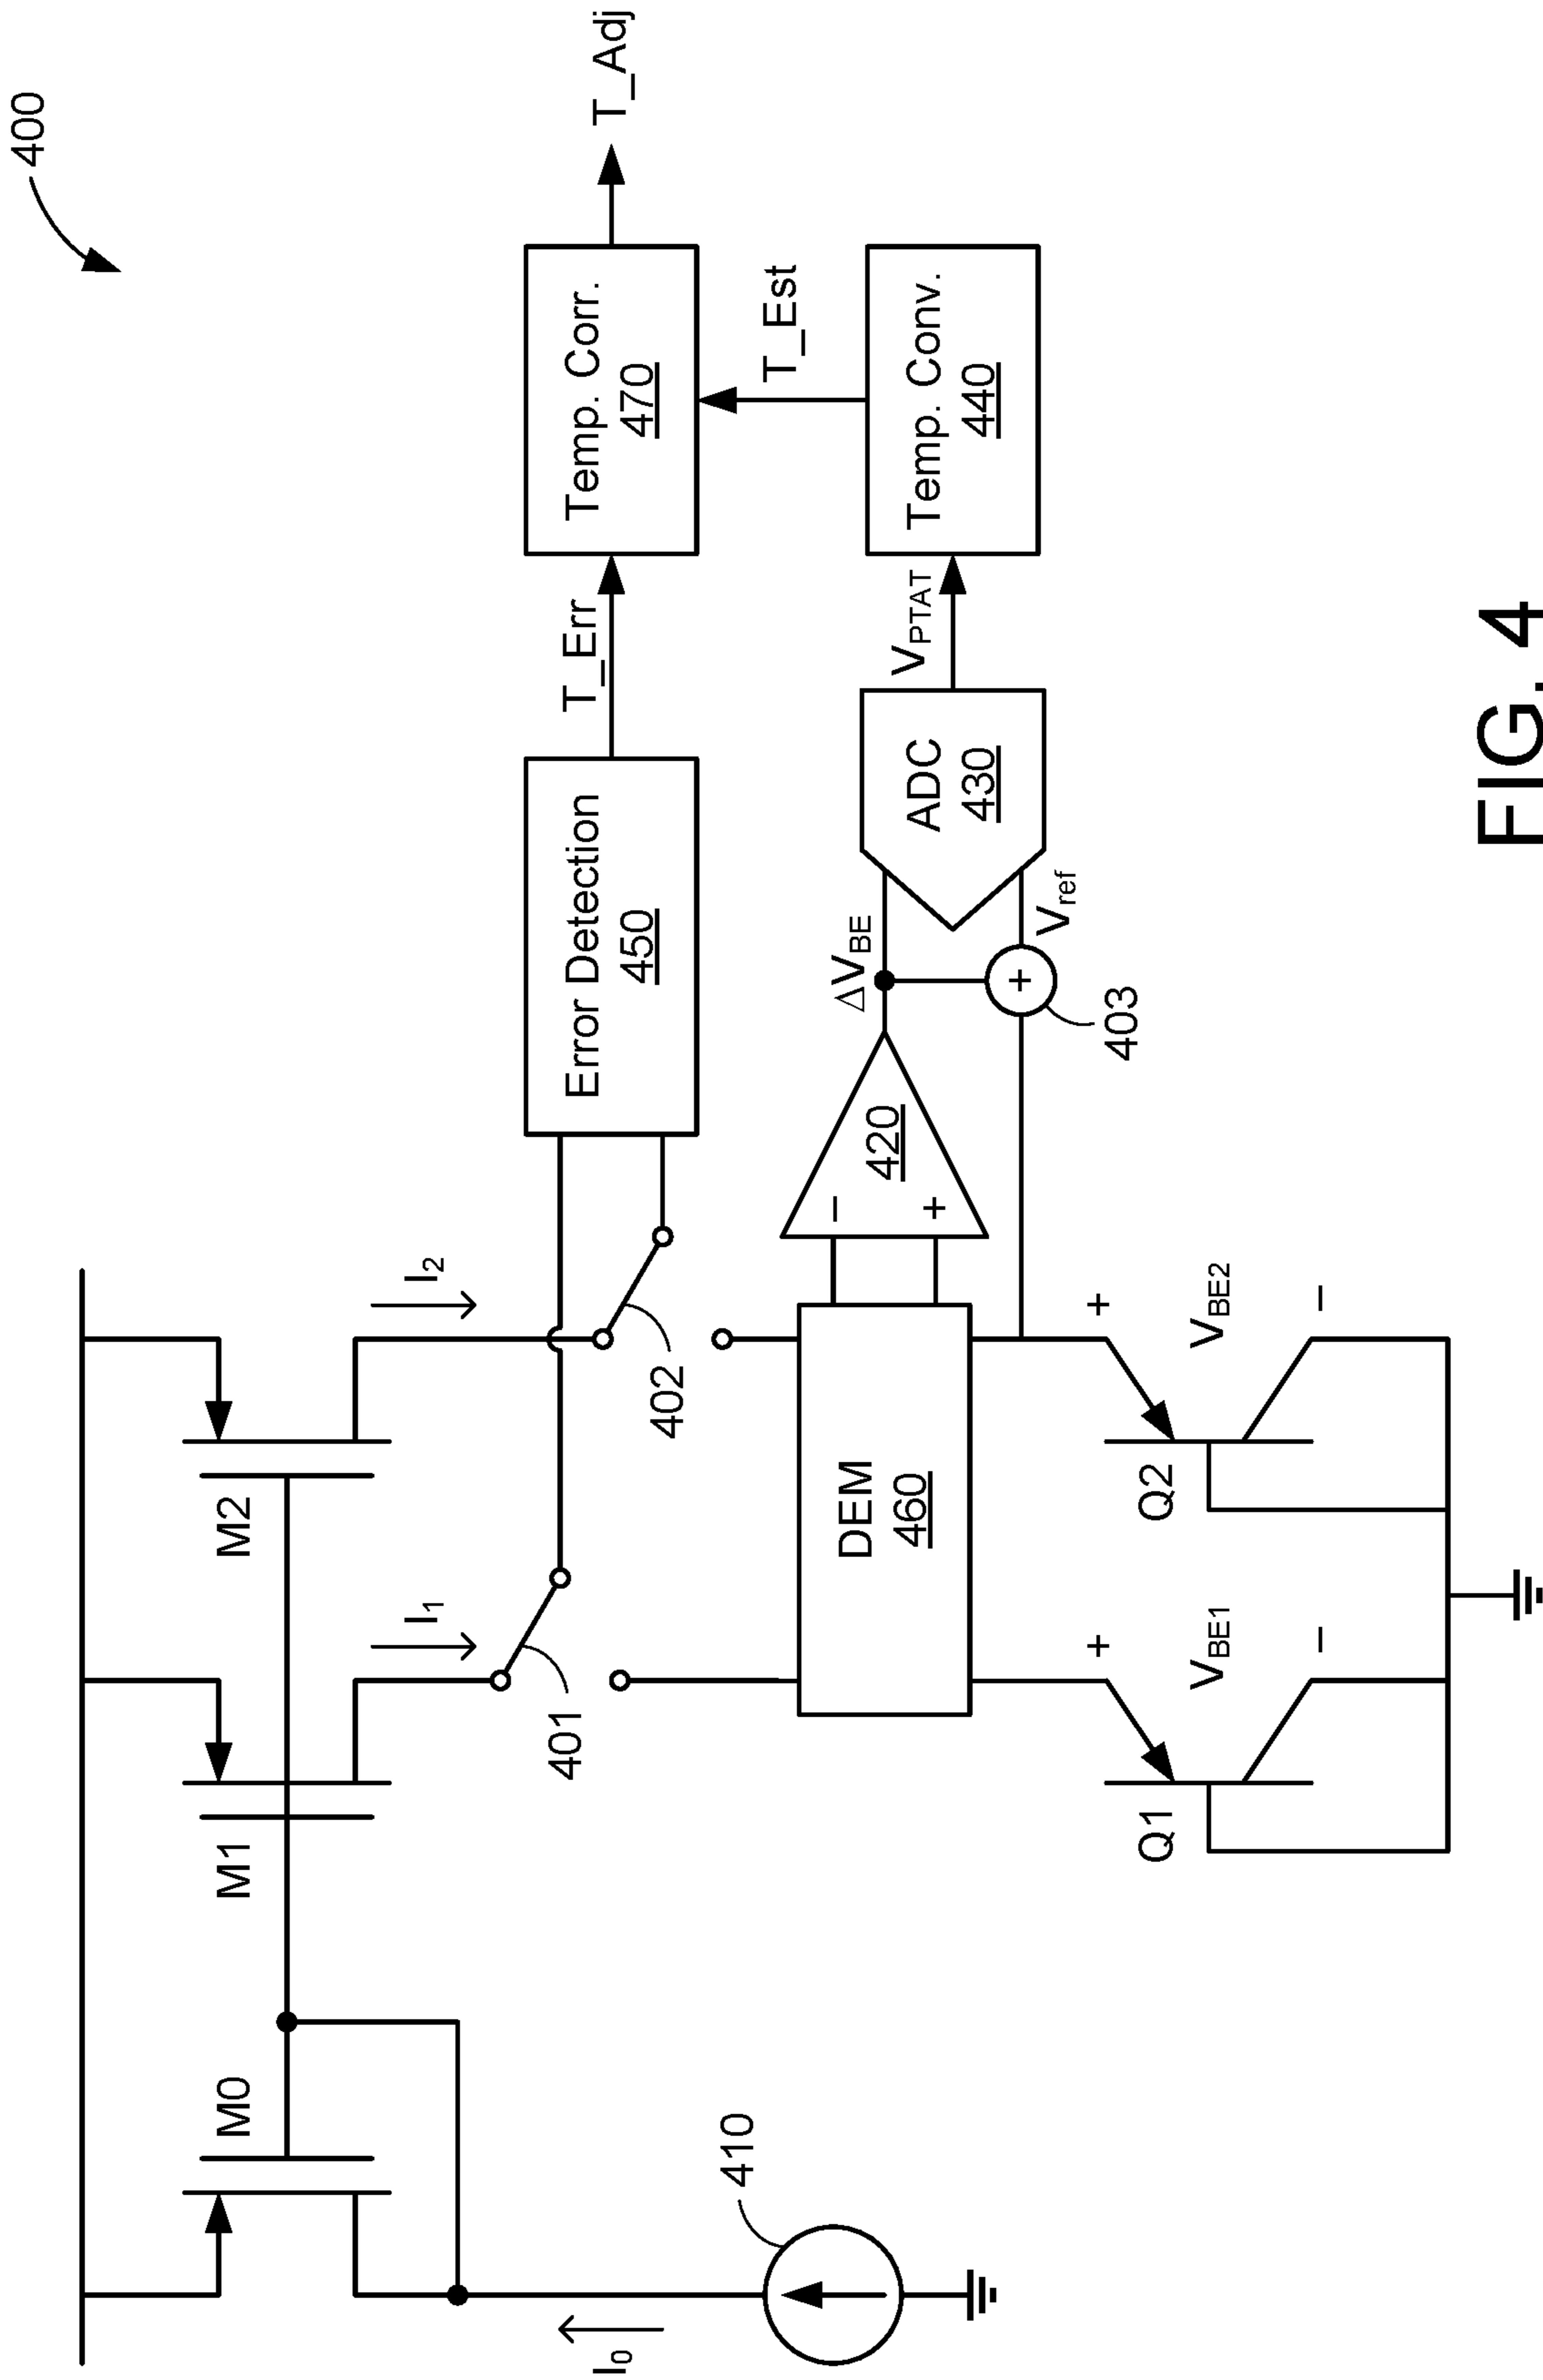 400
M0
M1
M2
I0
I1
I2
410
401
402
Error Detection
450
T_Err
Temp. Corr.
470
T_Adj
T_Est
DEM
460
−
+
420
ΔVBE
ADC
430
VPTAT
Temp. Conv.
440
+
403
Vref
Q1
+
VBE1
−
Q2
+
VBE2
−
FIG. 4